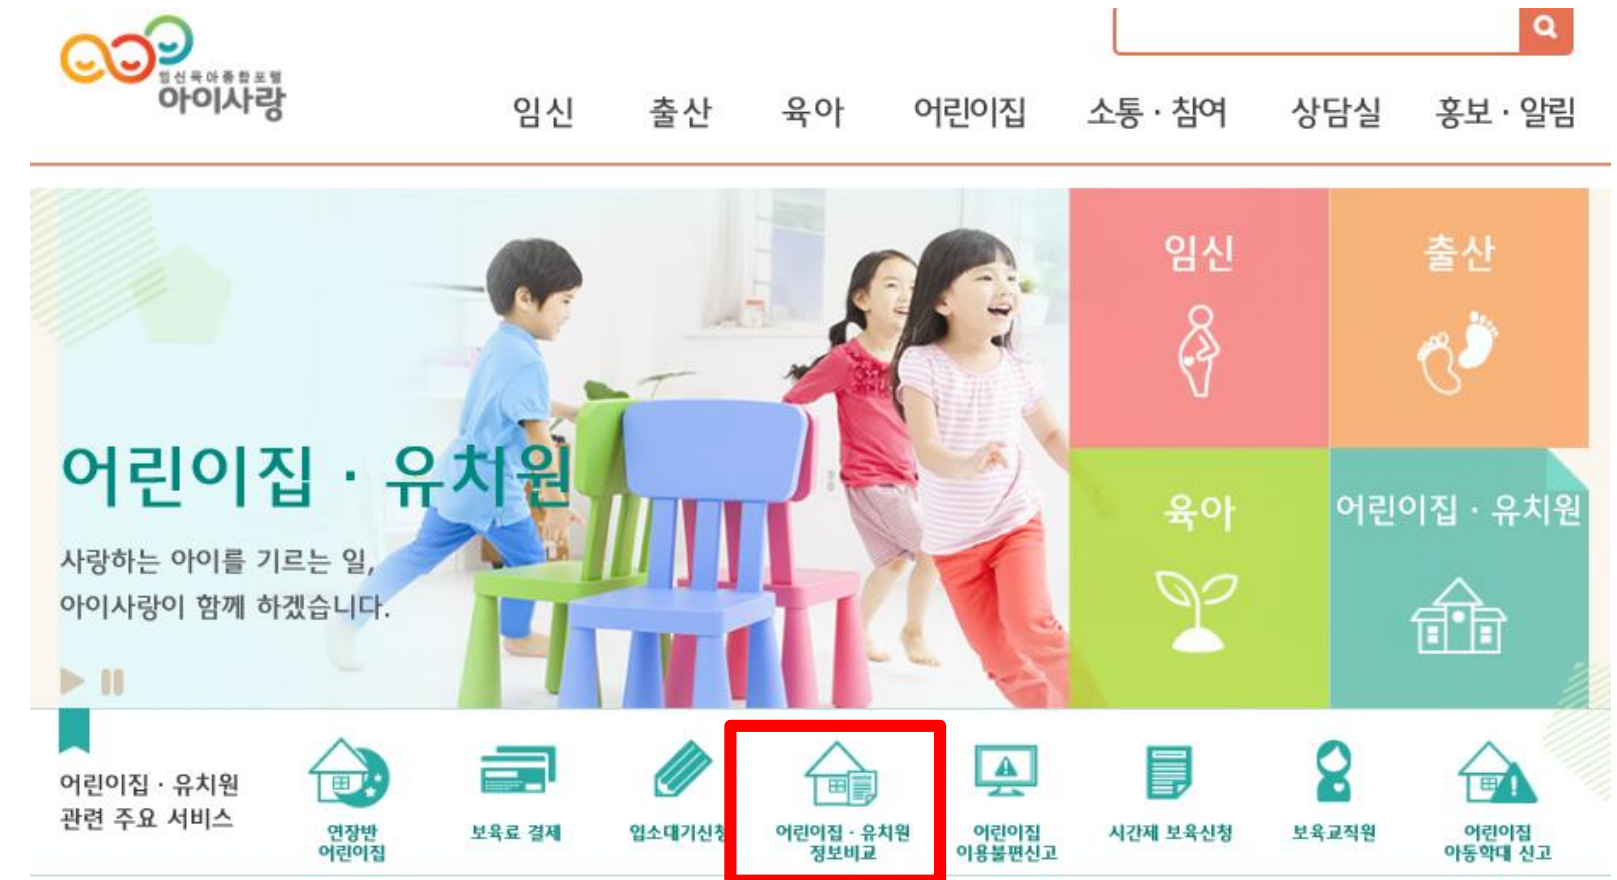 임신육아종합포털
아이사랑
임신 출산 육아 어린이집 소통 · 참여 상담실 홍보 · 알림
임신
출산
어린이집 · 유치원
사랑하는 아이를 기르는 일,
아이사랑이 함께 하겠습니다.
육아
어린이집 · 유치원
어린이집 · 유치원
관련 주요 서비스
연장반
어린이집
보육료 결제
입소대기신청
어린이집 · 유치원
정보비교
어린이집
이용불편신고
시간제 보육신청
보육교직원
어린이집
아동학대 신고